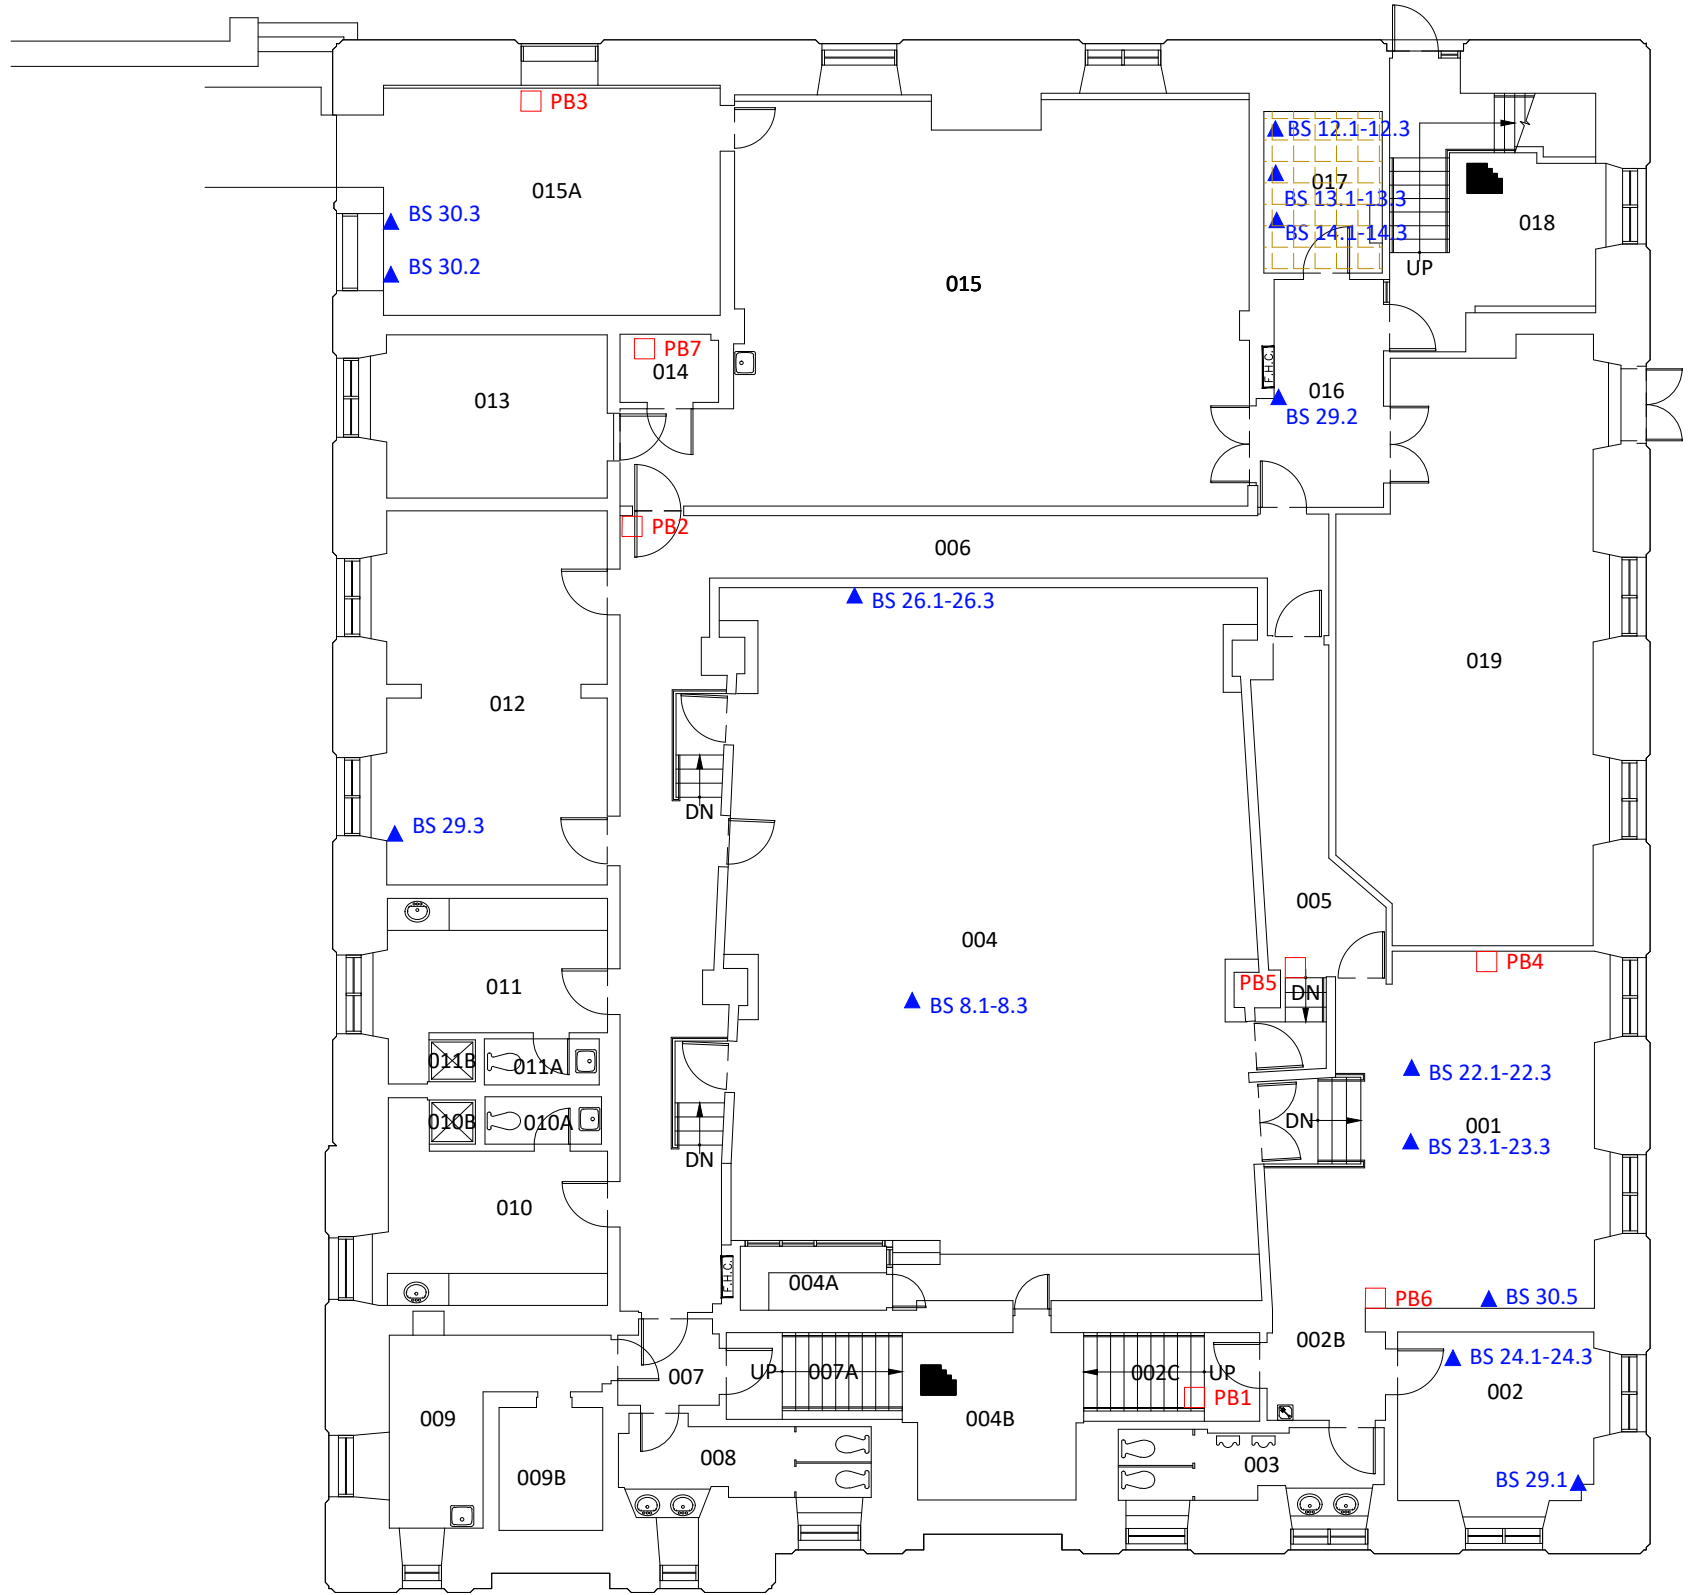 PB3
BS 12.1-12.3
015A
017
BS 13.1-13.3
BS 30.3
018
BS 14.1-14.3
BS 30.2
UP
015
PB7
014
F.H.C.
013
016
BS 29.2
PB2
006
BS 26.1-26.3
019
012
DN
BS 29.3
005
004
PB4
PB5
011
DN
BS 8.1-8.3
011B
011A
BS 22.1-22.3
010B
010A
DN
001
BS 23.1-23.3
DN
010
F.H.C.
004A
PB6
BS 30.5
002B
BS 24.1-24.3
007
UP
007A
002C
UP
002
PB1
009
004B
008
003
009B
BS 29.1